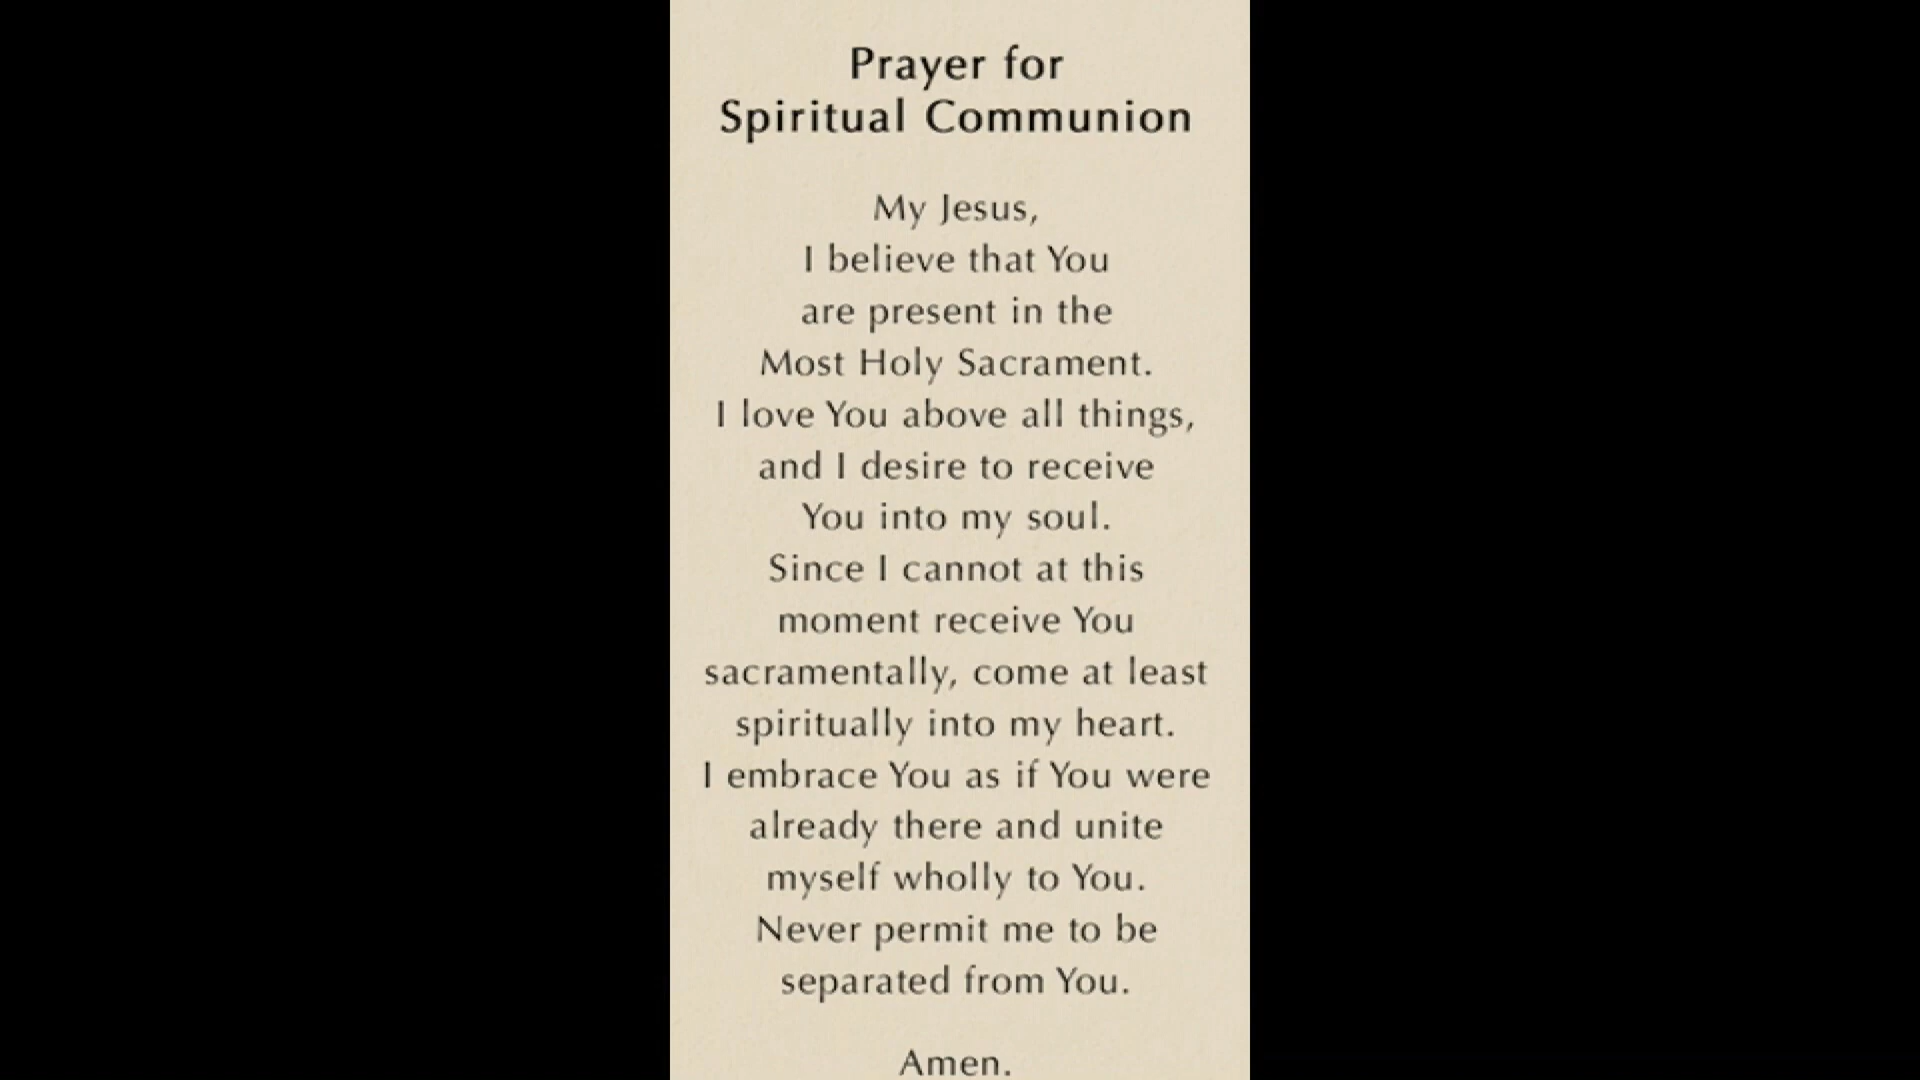 Prayer for
Spiritual Communion
My Jesus,
I believe that You
are present in the
Most Holy Sacrament.
I love You above all things,
and I desire to receive
You into my soul.
Since I cannot at this
moment receive You
sacramentally, come at least
spiritually into my heart.
I embrace You as if You were
already there and unite
myself wholly to You.
Never permit me to be
separated from You.
Amen.